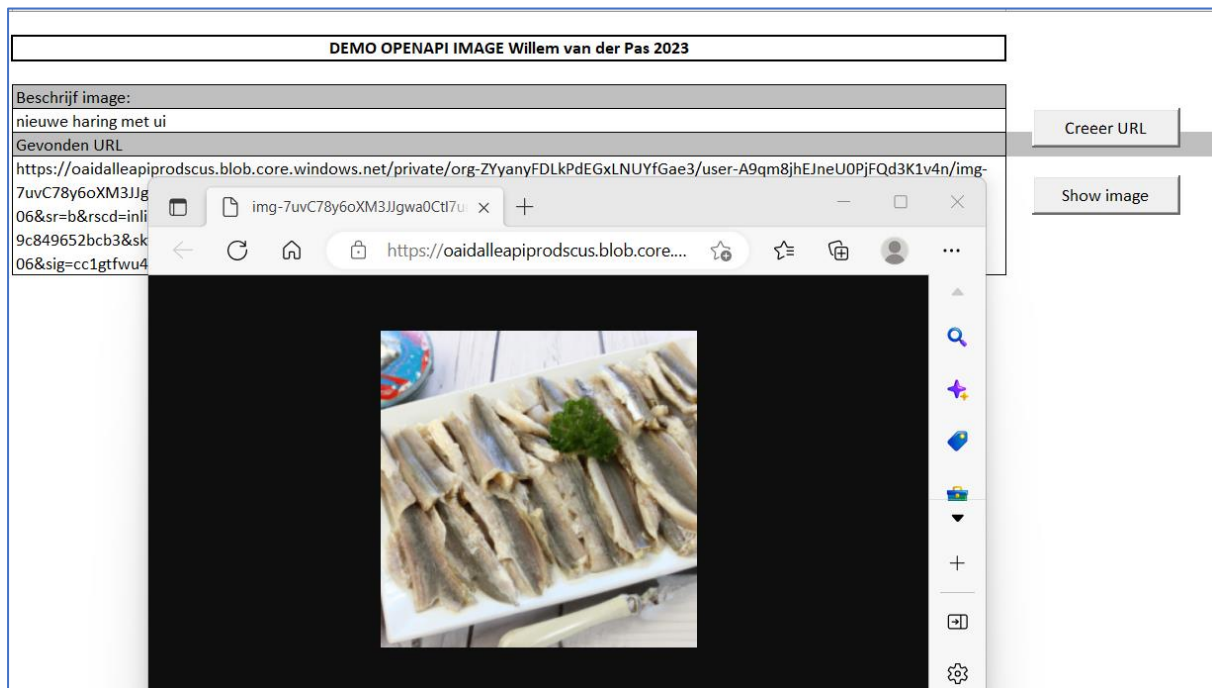 DEMO OPENAPI IMAGE Willem van der Pas 2023
Beschrijf image:
nieuwe haring met ui
Creeer URL
Gevonden URL
https://oaidalleapiprodscus.blob.core.windows.net/private/org-ZYyanyFDLkPdEGxLNUYfGae3/user-A9qm8jhEJneU0PjFQd3K1v4n/img-
7uvC78y6oXM3JJg
06&sr=b&rscd=inli
9c849652bcb3&sk
06&sig=cc1gtfwu4
Show image
img-7uvC78y6oXM3JJgwa0CtI7u
https://oaidalleapiprodscus.blob.core....